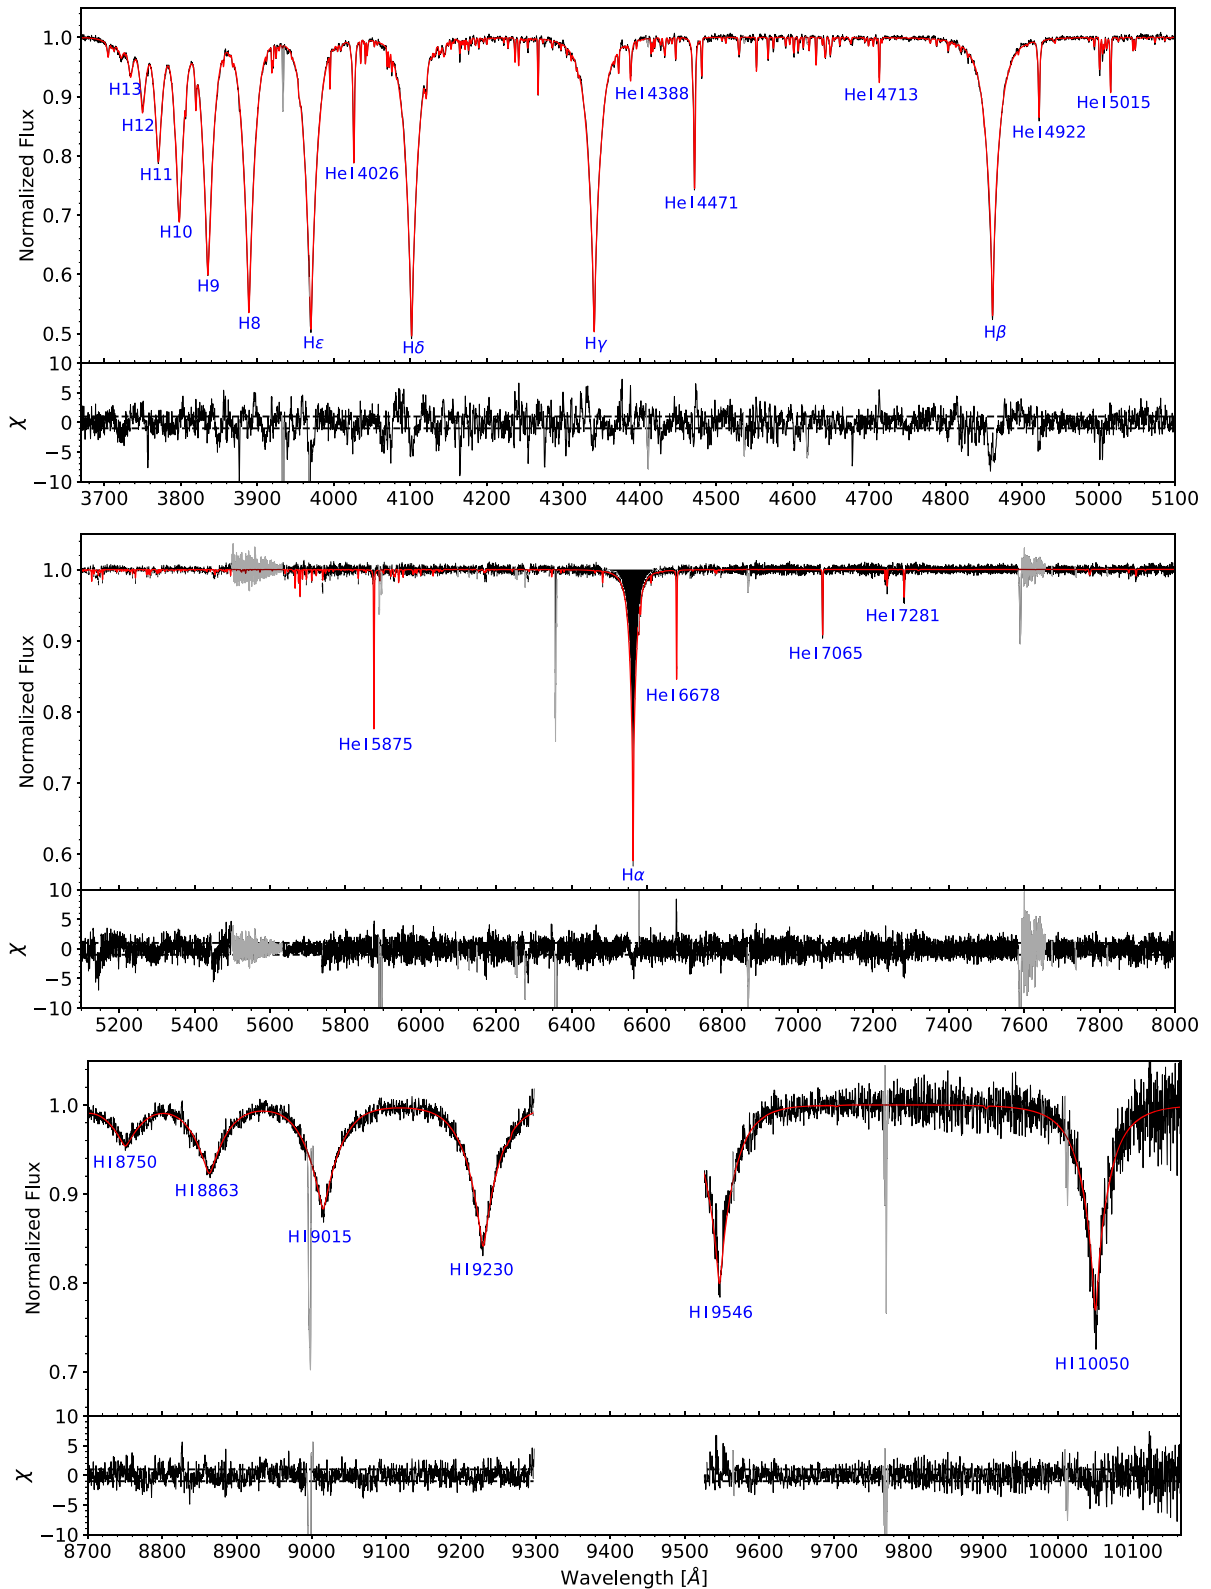 Normalized Flux
1.0
0.9
0.8
0.7
0.6
0.5
H13
H12
H11
H10
H9
H8
Hε
He I 4026
Hδ
Hγ
He I 4388
He I 4471
He I 4713
Hβ
He I 4922
He I 5015
χ
10
5
0
−5
−10
3700 3800 3900 4000 4100 4200 4300 4400 4500 4600 4700 4800 4900 5000 5100
Normalized Flux
1.0
0.9
0.8
0.7
0.6
He I 5875
Hα
He I 6678
He I 7065
He I 7281
χ
10
5
0
−5
−10
5200 5400 5600 5800 6000 6200 6400 6600 6800 7000 7200 7400 7600 7800 8000
Normalized Flux
1.0
0.9
0.8
0.7
H I 8750
H I 8863
H I 9015
H I 9230
H I 9546
H I 10050
χ
10
5
0
−5
−10
8700 8800 8900 9000 9100 9200 9300 9400 9500 9600 9700 9800 9900 10000 10100
Wavelength [Å]